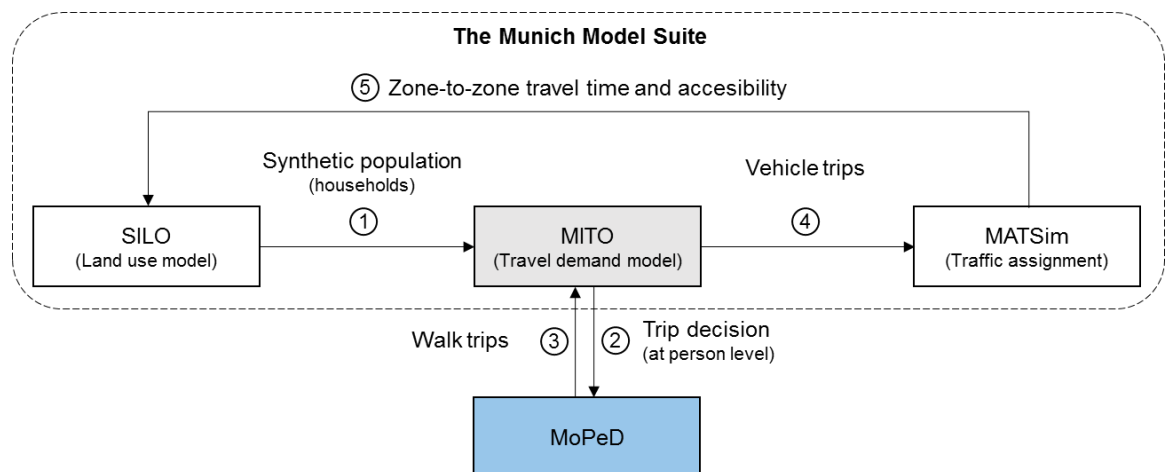 The Munich Model Suite
⑤ Zone-to-zone travel time and accesibility
Synthetic population
(households)
①
Vehicle trips
④
SILO
(Land use model)
MITO
(Travel demand model)
MATSim
(Traffic assignment)
Walk trips
③
②
Trip decision
(at person level)
MoPeD